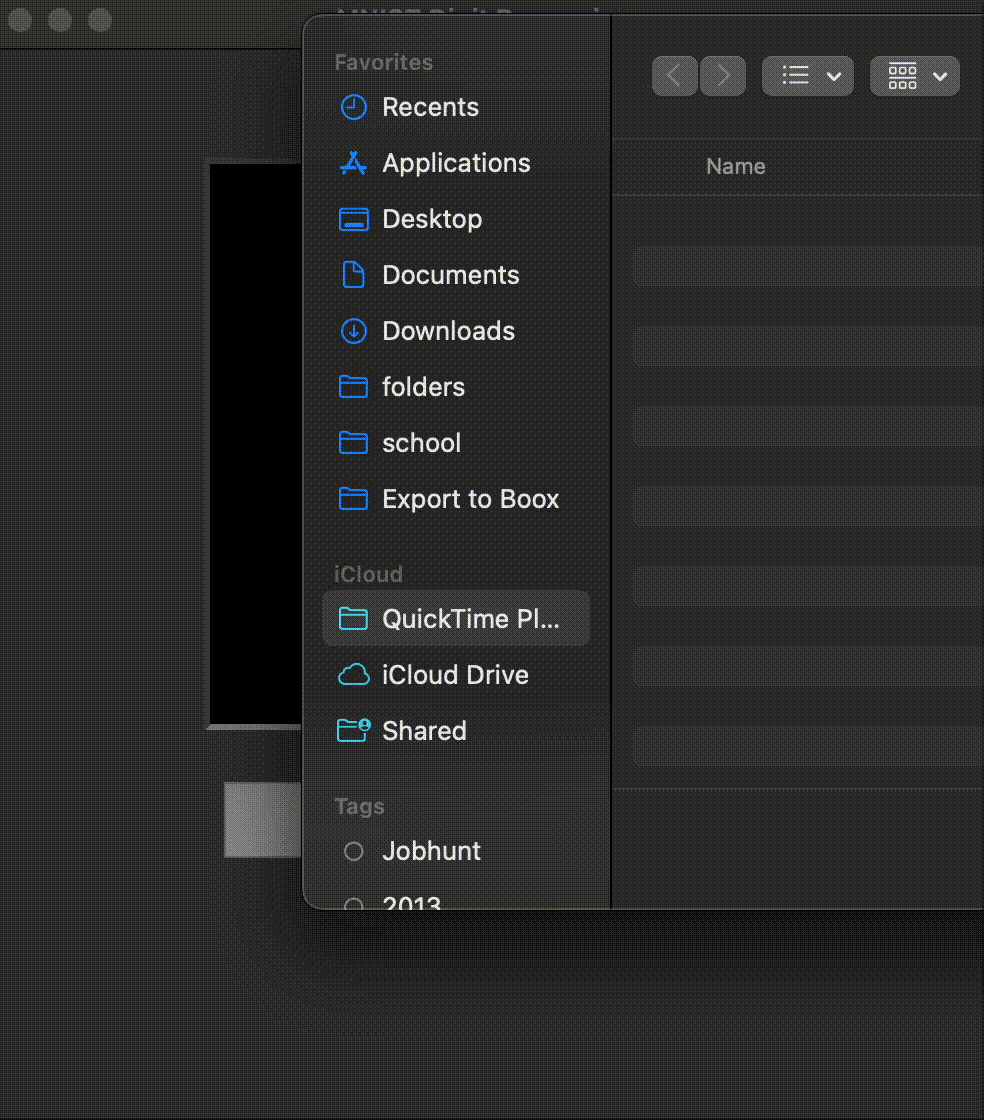 Favorites
Recents
Applications
Desktop
Documents
Downloads
folders
school
Export to Boox
iCloud
QuickTime Pl...
iCloud Drive
Shared
Tags
Jobhunt
2013
Name